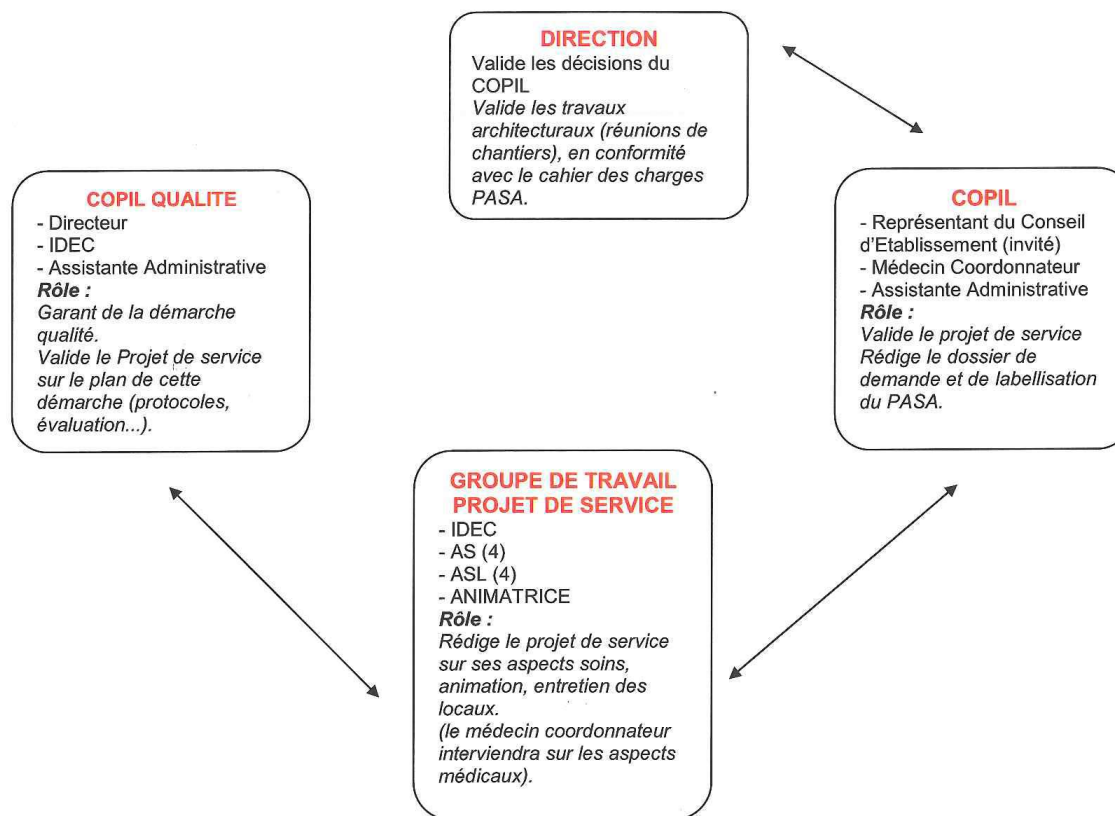 DIRECTION
Valide les décisions du
COPIL
Valide les travaux
architecturaux (réunions de
chantiers), en conformité
avec le cahier des charges
PASA.
COPIL QUALITE
- Directeur
- IDEC
- Assistante Administrative
Rôle :
Garant de la démarche
qualité.
Valide le Projet de service
sur le plan de cette
démarche (protocoles,
évaluation...).
COPIL
- Représentant du Conseil
d'Etablissement (invité)
- Médecin Coordonnateur
- Assistante Administrative
Rôle :
Valide le projet de service
Rédige le dossier de
demande et de labellisation
du PASA.
GROUPE DE TRAVAIL
PROJET DE SERVICE
- IDEC
- AS (4)
- ASL (4)
- ANIMATRICE
Rôle :
Rédige le projet de service
sur ses aspects soins,
animation, entretien des
locaux.
(le médecin coordonnateur
interviendra sur les aspects
médicaux).